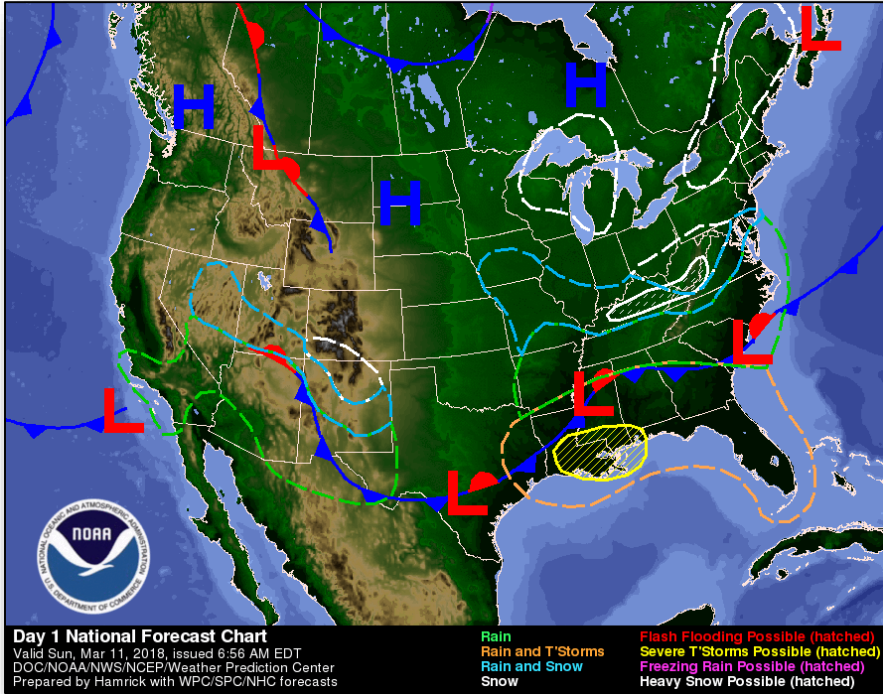 L
H
H
L
H
L
L
L
L
NOAA
NATIONAL OCEANIC AND ATMOSPHERIC ADMINISTRATION
U.S. DEPARTMENT OF COMMERCE
Day 1 National Forecast Chart
Valid Sun, Mar 11, 2018, issued 6:56 AM EDT
DOC/NOAA/NWS/NCEP/Weather Prediction Center
Prepared by Hamrick with WPC/SPC/NHC forecasts
Rain
Rain and T'Storms
Rain and Snow
Snow
Flash Flooding Possible (hatched)
Severe T'Storms Possible (hatched)
Freezing Rain Possible (hatched)
Heavy Snow Possible (hatched)